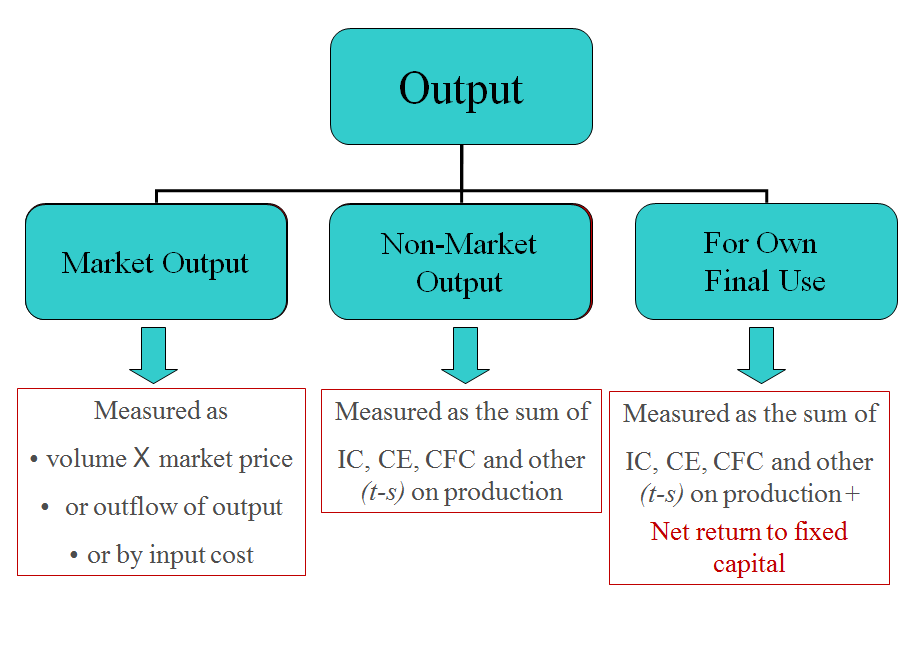 Output
Market Output
Non-Market
Output
For Own
Final Use
Measured as
• volume X market price
• or outflow of output
• or by input cost
Measured as the sum of
IC, CE, CFC and other
(t-s) on production
Measured as the sum of
IC, CE, CFC and other
(t-s) on production +
Net return to fixed
capital